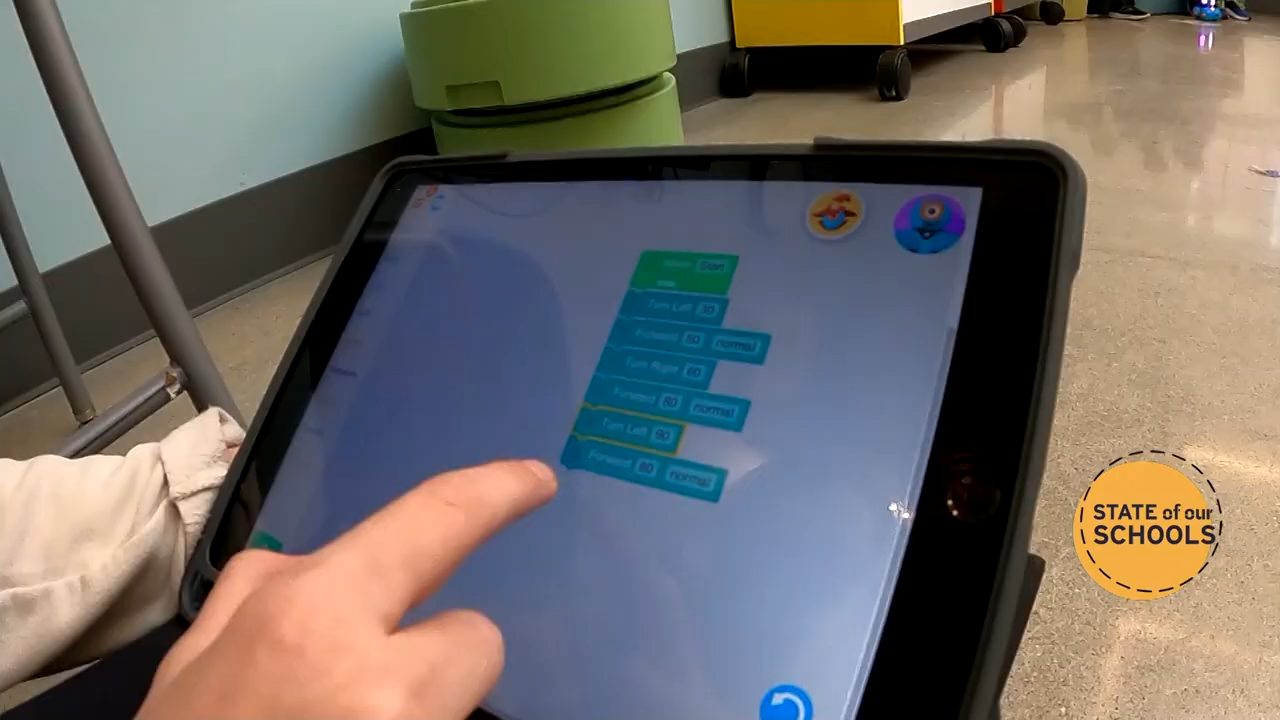 When Start
Turn Left 30
Forward 50 normal
Turn Right 60
Forward 80 normal
Turn Left 90
Forward 80 normal
STATE of our
SCHOOLS